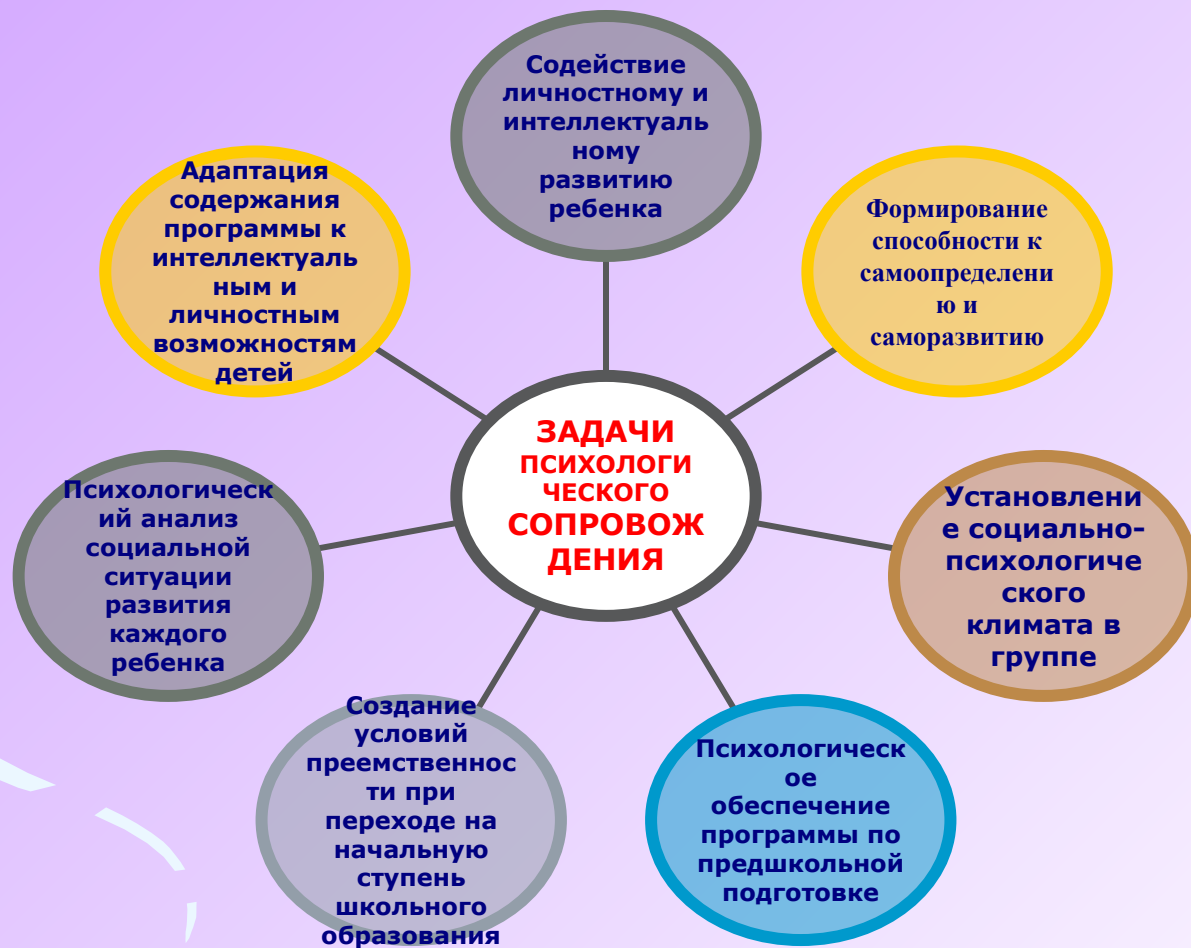 Содействие
личностному и
интеллектуаль
ному
развитию
ребенка
Адаптация
содержания
программы к
интеллектуаль
ным и
личностным
возможностям
детей
Формирование
способности к
самоопределени
ю и
саморазвитию
ЗАДАЧИ
ПСИХОЛОГИ
ЧЕСКОГО
СОПРОВОЖ
ДЕНИЯ
Психологическ
ий анализ
социальной
ситуации
развития
каждого
ребенка
Установлени
е социально-
психологиче
ского
климата в
группе
Создание
условий
преемственнос
ти при
переходе на
начальную
ступень
школьного
образования
Психологическ
ое
обеспечение
программы по
предшкольной
подготовке